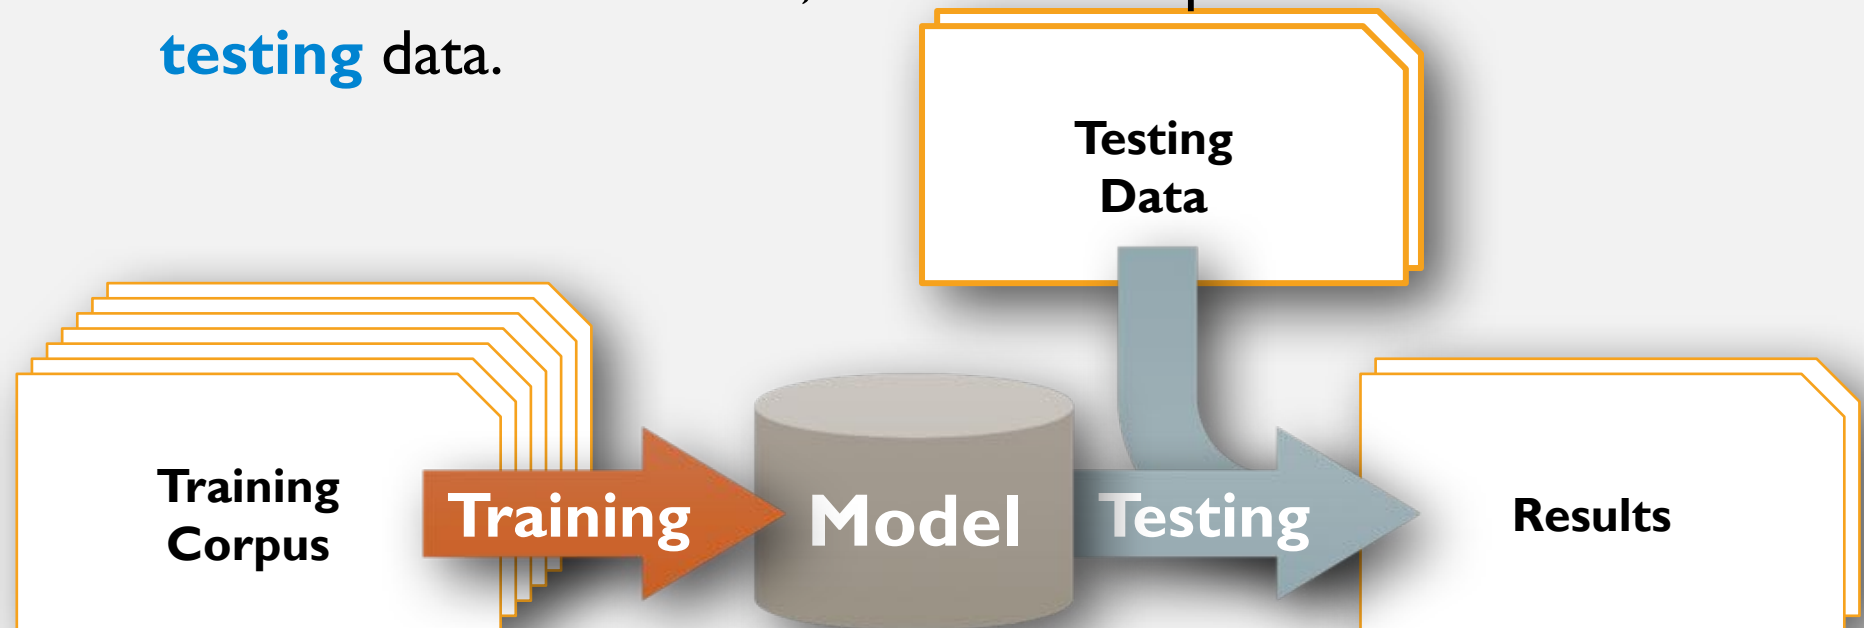 testing data.
Testing
Data
Training
Corpus
Training
Model
Testing
Results